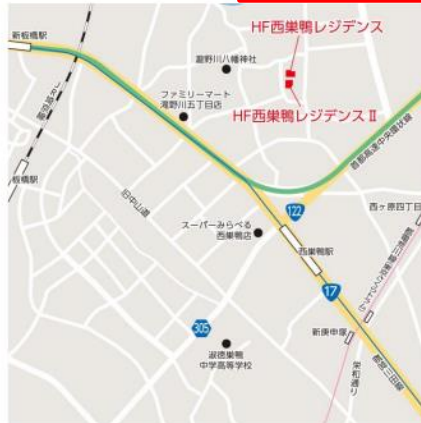 新板橋駅
瀧野川八幡神社
HF西巣鴨レジデンス
ファミリーマート
滝野川五丁目店
HF西巣鴨レジデンスⅡ
首都高速中央環状線
板橋駅
旧中山道
122
西ヶ原四丁目
スーパーみらべる
西巣鴨店
西巣鴨駅
17
305
新庚申塚
淑徳巣鴨
中学高等学校
都営三田線
栄和通り